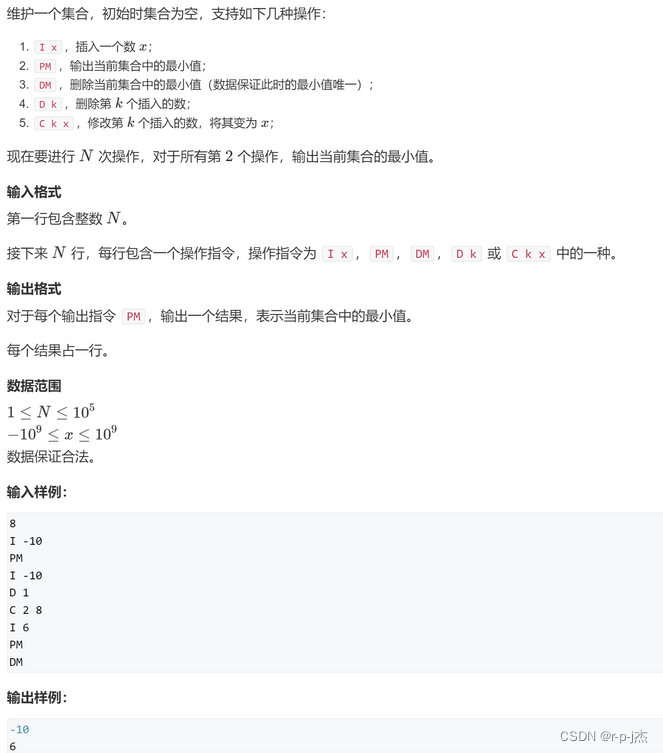 维护一个集合，初始时集合为空，支持如下几种操作：
1. I x，插入一个数 x；
2. PM，输出当前集合中的最小值；
3. DM，删除当前集合中的最小值（数据保证此时的最小值唯一）；
4. D k，删除第 k 个插入的数；
5. C k x，修改第 k 个插入的数，将其变为 x；
现在要进行 N 次操作，对于所有第 2 个操作，输出当前集合的最小值。
输入格式
第一行包含整数 N。
接下来 N 行，每行包含一个操作指令，操作指令为 I x，PM，DM，D k 或 C k x 中的一种。
输出格式
对于每个输出指令 PM，输出一个结果，表示当前集合中的最小值。
每个结果占一行。
数据范围
1 ≤ N ≤ 10⁵
−10⁹ ≤ x ≤ 10⁹
数据保证合法。
输入样例：
8
I -10
PM
I -10
D 1
C 2 8
I 6
PM
DM
输出样例：
-10
6
CSDN @r-p-j杰